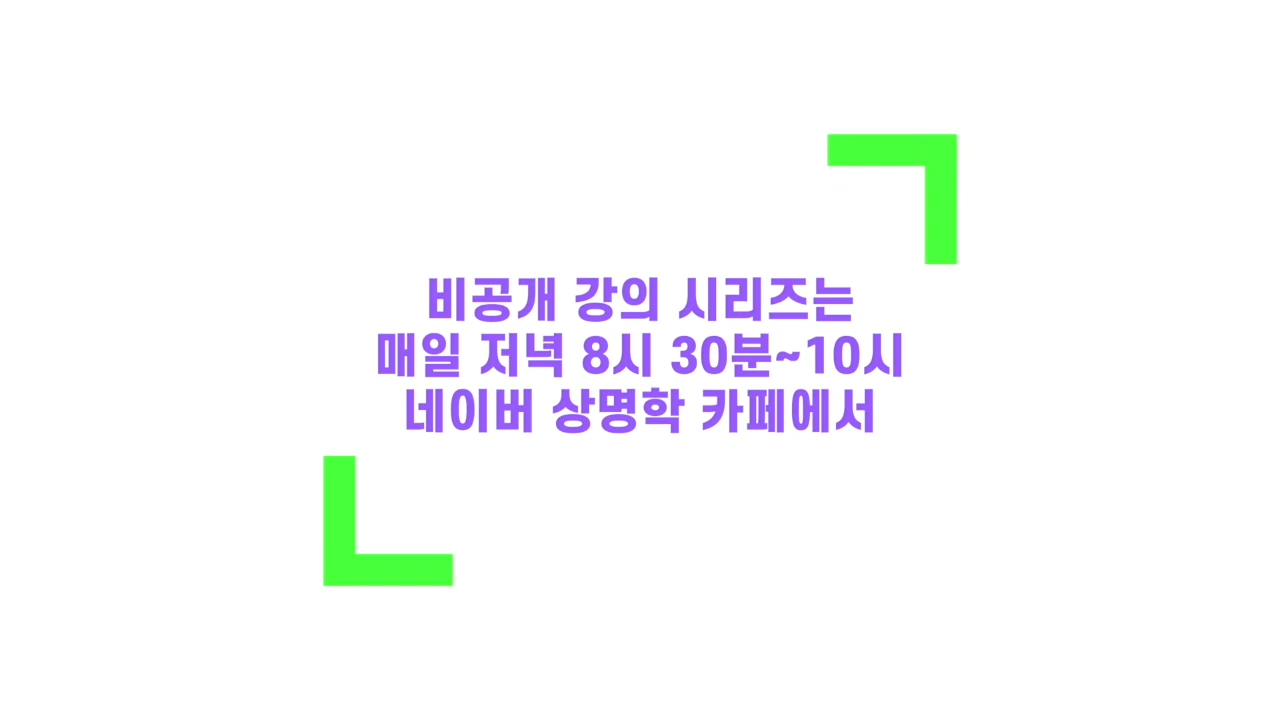 비공개 강의 시리즈는
매일 저녁 8시 30분~10시
네이버 상명학 카페에서